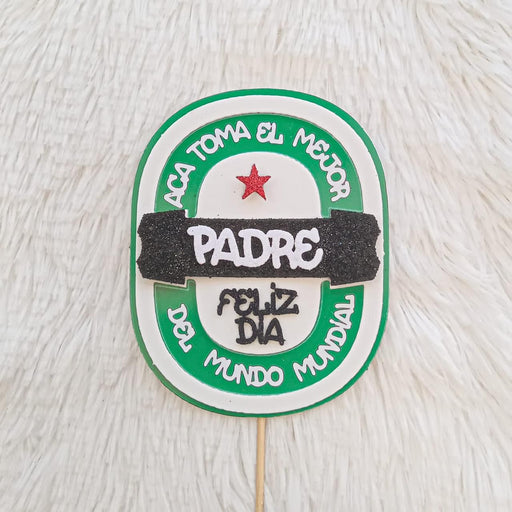 ACA TOMA EL MEJOR
PADRE
FELIZ
DIA
DEL MUNDO MUNDIAL